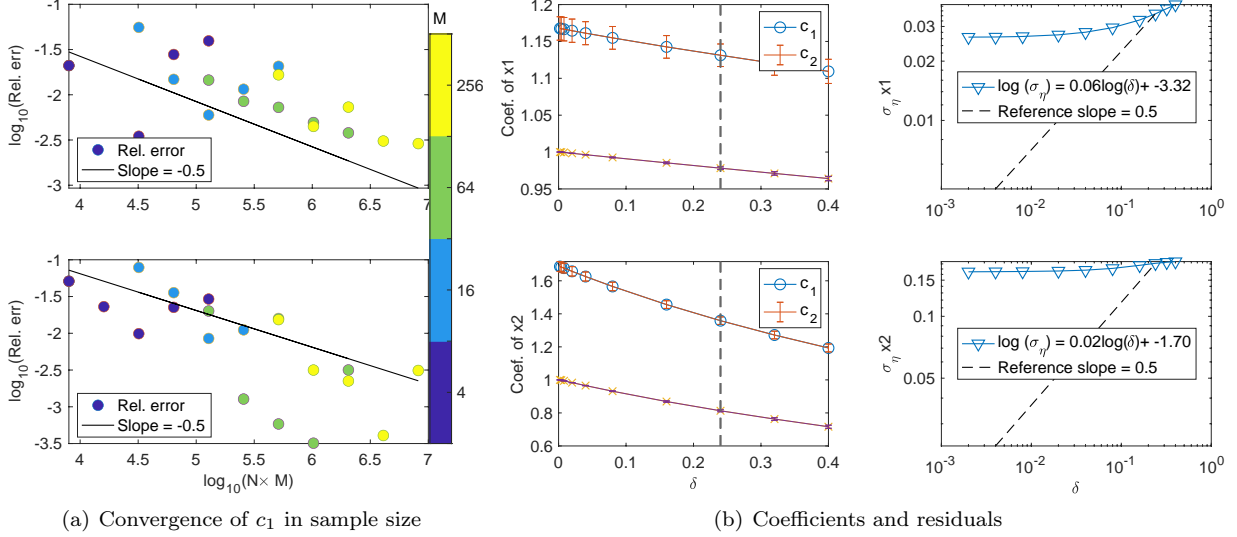 log10(Rel. err)
-1
-1.5
-2
-2.5
-3
4
4.5
5
5.5
6
6.5
7
Rel. error
Slope = -0.5
M
256
64
16
4
log10(Rel. err)
-1
-1.5
-2
-2.5
-3
-3.5
4
4.5
5
5.5
6
6.5
7
log10(N× M)
Rel. error
Slope = -0.5
(a) Convergence of c1 in sample size
Coef. of x1
1.2
1.15
1.1
1.05
1
0.95
0
0.1
0.2
0.3
0.4
c1
c2
ση x1
0.03
0.02
0.01
10-3
10-2
10-1
100
log (ση) = 0.06log(δ)+ -3.32
Reference slope = 0.5
Coef. of x2
1.6
1.4
1.2
1
0.8
0.6
0
0.1
0.2
0.3
0.4
δ
c1
c2
ση x2
0.15
0.1
0.05
10-3
10-2
10-1
100
δ
log (ση) = 0.02log(δ)+ -1.70
Reference slope = 0.5
(b) Coefficients and residuals